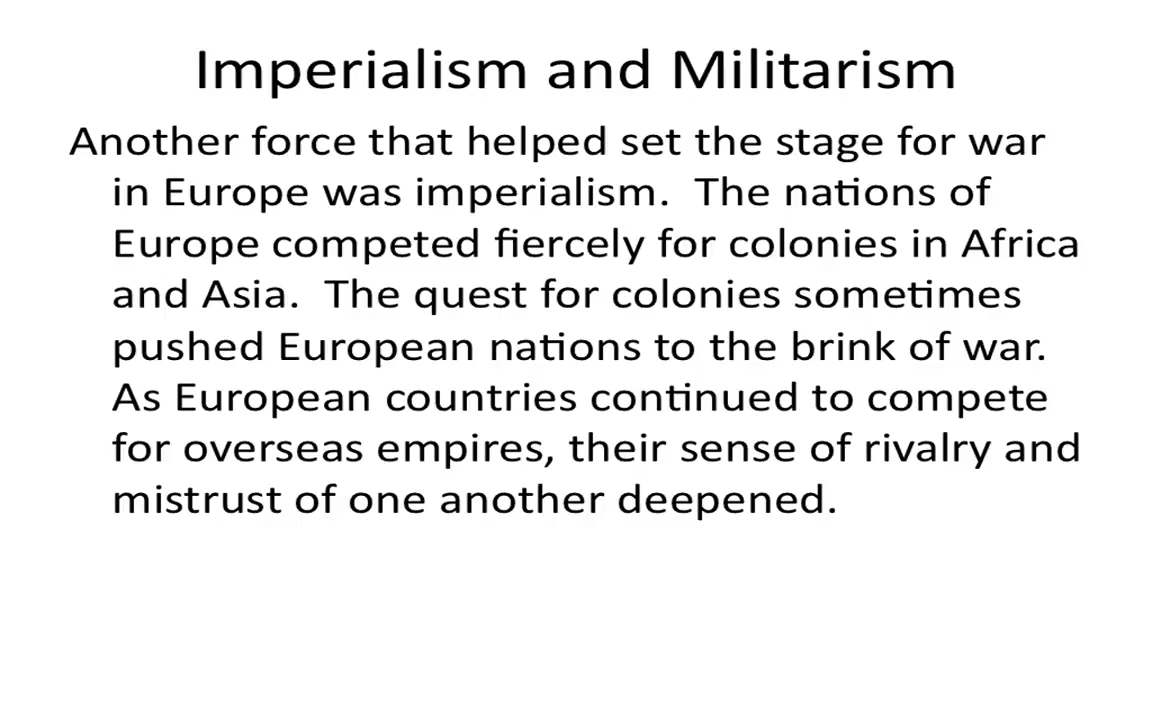 Imperialism and Militarism
Another force that helped set the stage for war
in Europe was imperialism.  The nations of
Europe competed fiercely for colonies in Africa
and Asia.  The quest for colonies sometimes
pushed European nations to the brink of war.
As European countries continued to compete
for overseas empires, their sense of rivalry and
mistrust of one another deepened.